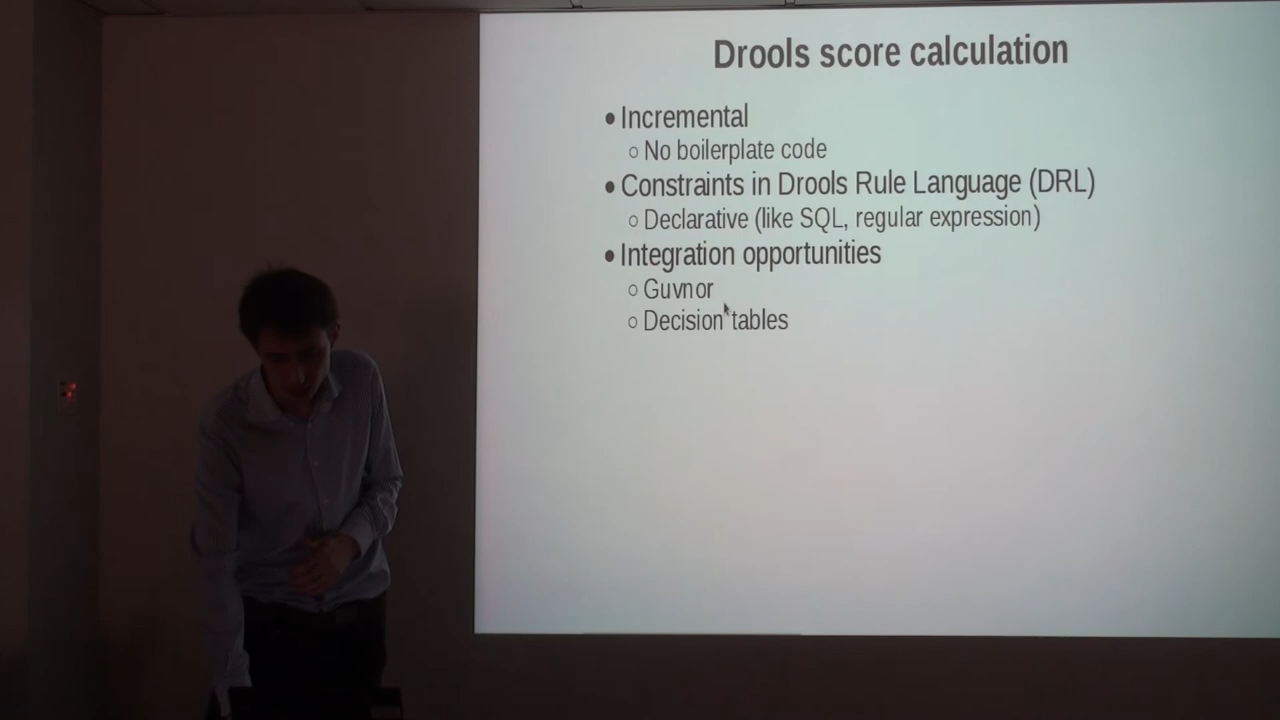 Drools score calculation
• Incremental
○ No boilerplate code
• Constraints in Drools Rule Language (DRL)
○ Declarative (like SQL, regular expression)
• Integration opportunities
○ Guvnor
○ Decision tables